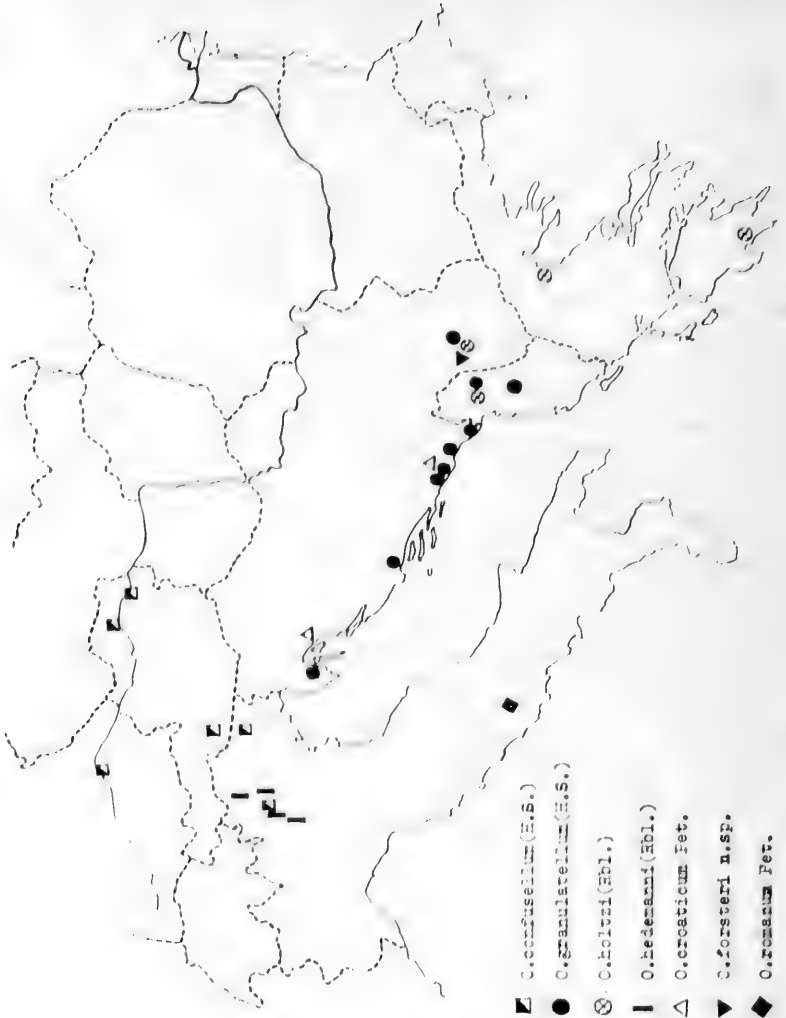 O.confusellum(H.S.)
O.granulatellum(H.S.)
O.holtzi(Rbl.)
O.hedemanni(Rbl.)
O.croaticum Pet.
O.forsteri n.sp.
O.romanum Pet.